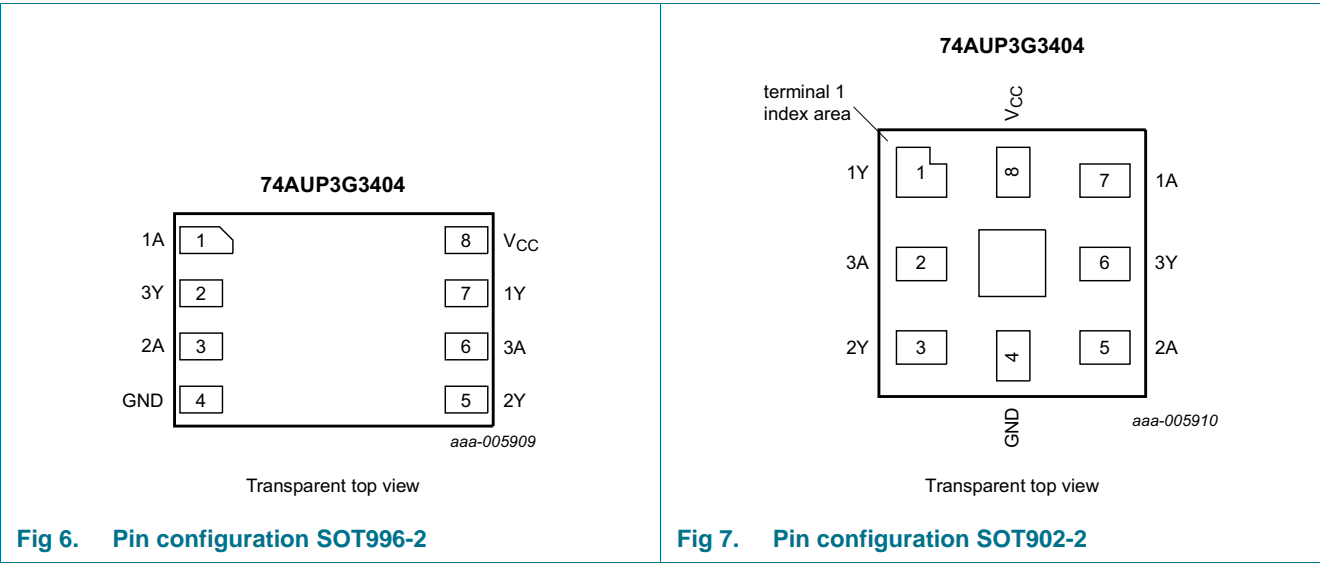 74AUP3G3404
1A 1 8 VCC
3Y 2 7 1Y
2A 3 6 3A
GND 4 5 2Y
aaa-005909
Transparent top view
Fig 6. Pin configuration SOT996-2
74AUP3G3404
terminal 1
index area
VCC
1Y 1 8 7 1A
3A 2 6 3Y
2Y 3 4 5 2A
GND
aaa-005910
Transparent top view
Fig 7. Pin configuration SOT902-2